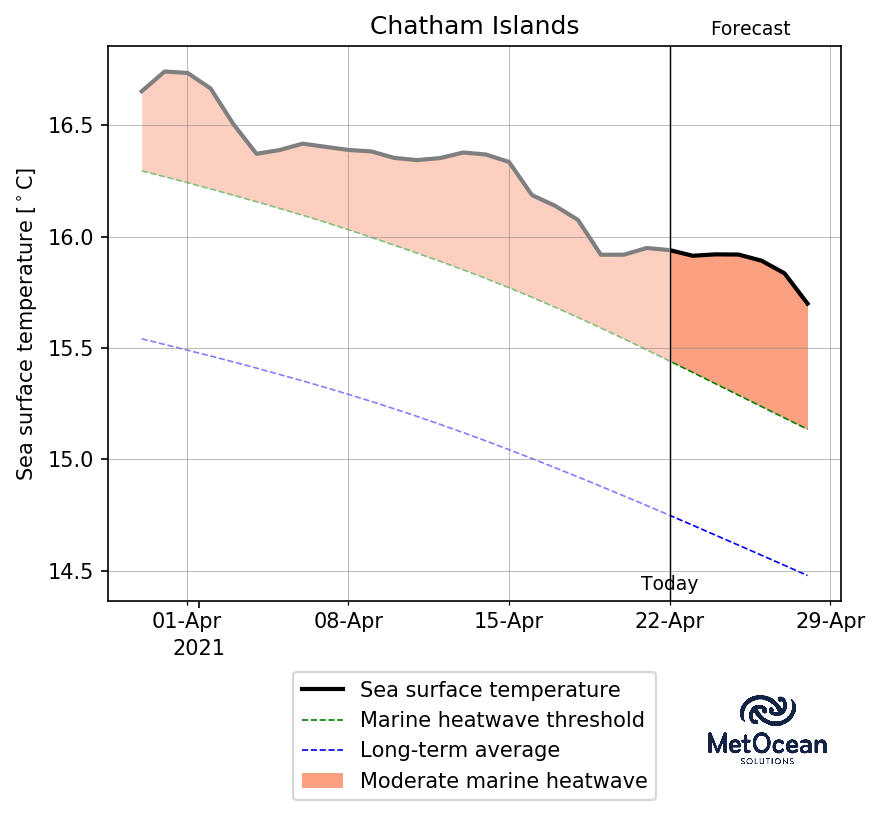 Chatham Islands
Forecast
Sea surface temperature [°C]
16.5
16.0
15.5
15.0
14.5
Today
01-Apr 08-Apr 15-Apr 22-Apr 29-Apr
2021
Sea surface temperature
Marine heatwave threshold
Long-term average
Moderate marine heatwave
MetOcean
SOLUTIONS